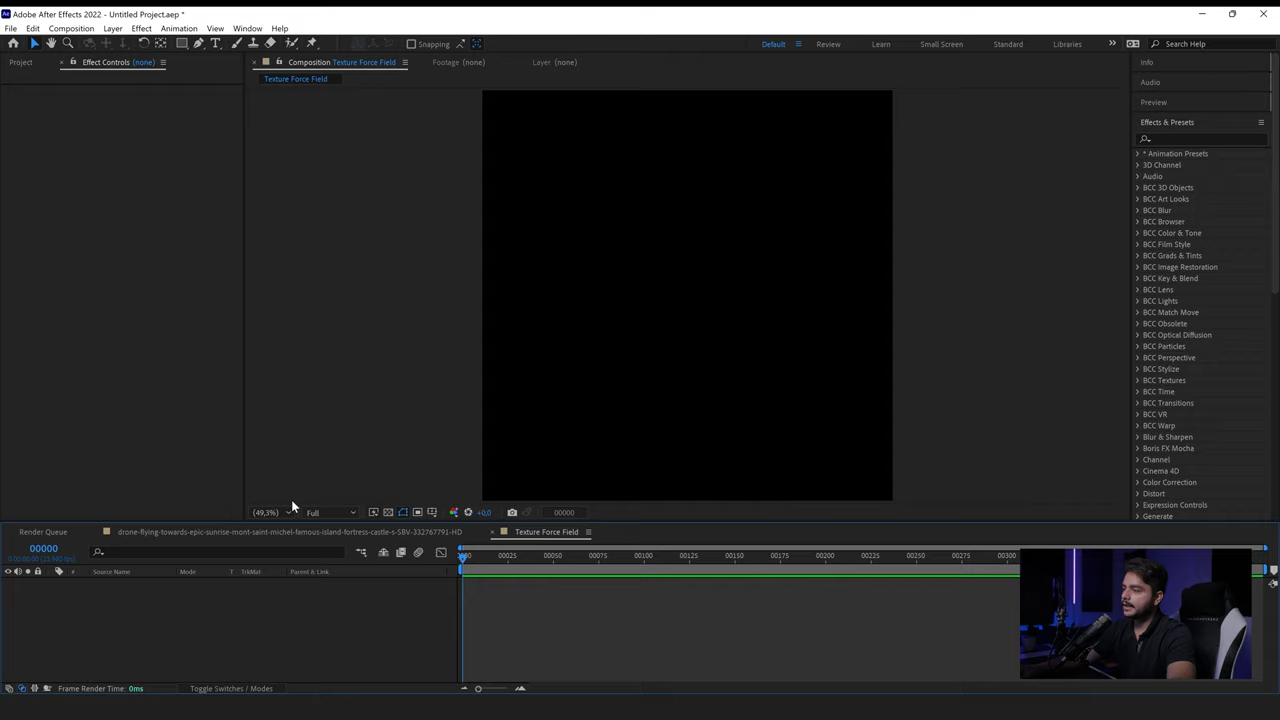 Adobe After Effects 2022 - Untitled Project.aep *
File Edit Composition Layer Effect Animation View Window Help
Snapping Default Review Learn Small Screen Standard Libraries Search Help
Project Effect Controls (none) Composition Texture Force Field Footage (none) Layer (none)
Texture Force Field
Info
Audio
Preview
Effects & Presets
* Animation Presets
3D Channel
Audio
BCC 3D Objects
BCC Art Looks
BCC Blur
BCC Browser
BCC Color & Tone
BCC Film Style
BCC Grads & Tints
BCC Image Restoration
BCC Key & Blend
BCC Lens
BCC Lights
BCC Match Move
BCC Obsolete
BCC Optical Diffusion
BCC Particles
BCC Perspective
BCC Stylize
BCC Textures
BCC Time
BCC Transitions
BCC VR
BCC Warp
Blur & Sharpen
Boris FX Mocha
Channel
Cinema 4D
Color Correction
Distort
Expression Controls
Generate
(49,3%) Full +0,0 00000
Render Queue drone-flying-towards-epic-sunrise-mont-saint-michel-famous-island-fortress-castle-s-SBV-332767791-HD Texture Force Field
00000
00025 00050 00075 00100 00125 00150 00175 00200 00225 00250 00275 00300
# Source Name Mode T TrkMat Parent & Link
Frame Render Time: 0ms Toggle Switches / Modes